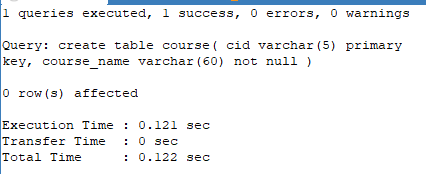 1 queries executed, 1 success, 0 errors, 0 warnings
Query: create table course( cid varchar(5) primary
key, course_name varchar(60) not null )
0 row(s) affected
Execution Time : 0.121 sec
Transfer Time  : 0 sec
Total Time     : 0.122 sec